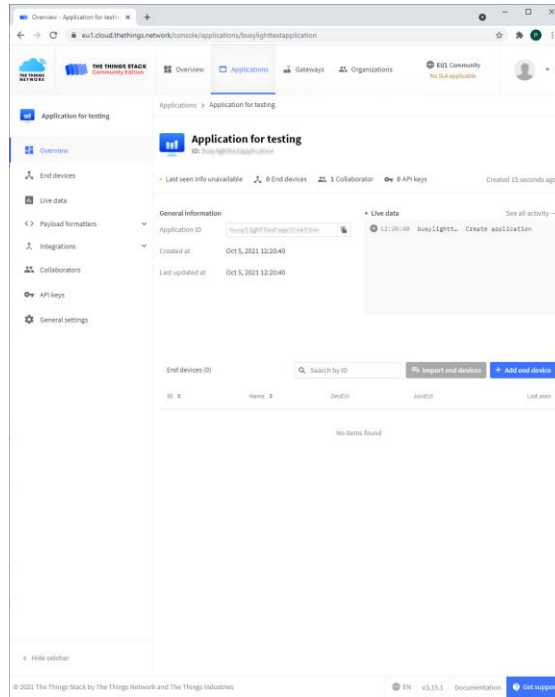 Overview - Application for testin
eu1.cloud.thethings.network/console/applications/busylighttestapplication
THE THINGS NETWORK
THE THINGS STACK
Community Edition
Overview
Applications
Gateways
Organizations
EU1 Community
No SLA applicable
Application for testing
Applications > Application for testing
Overview
End devices
Live data
Payload formatters
Integrations
Collaborators
API keys
General settings
Application for testing
ID:
Last seen info unavailable
0 End devices
1 Collaborator
0 API keys
Created 15 seconds ago
General information
Application ID
Created at Oct 5, 2021 12:20:40
Last updated at Oct 5, 2021 12:20:40
Live data
See all activity →
12:20:40 busylightt… Create application
End devices (0)
Search by ID
Import end devices
+ Add end device
ID Name DevEUI JoinEUI Last seen
No items found
Hide sidebar
© 2021 The Things Stack by The Things Network and The Things Industries
EN v3.15.1 Documentation Get support